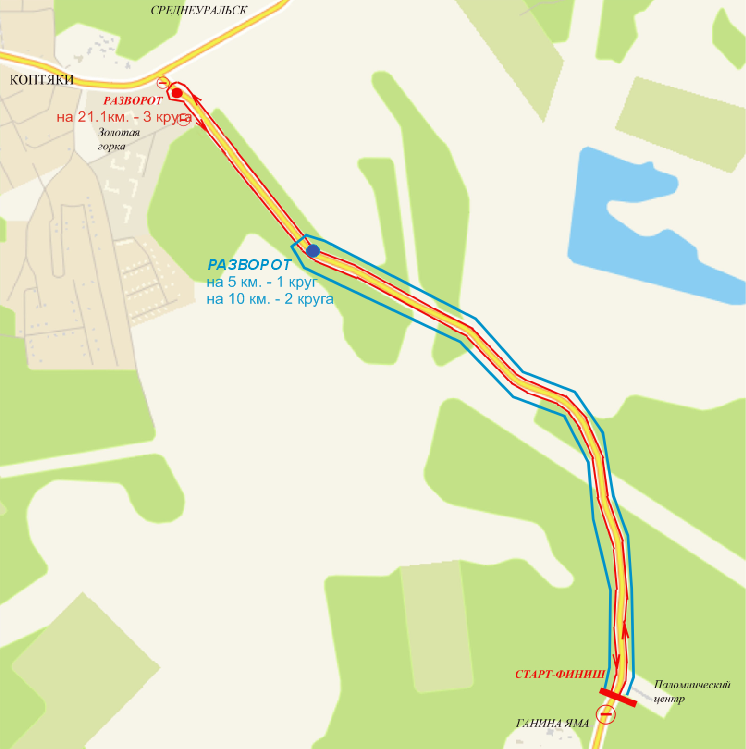 СРЕДНЕУРАЛЬСК
КОПТЯКИ
РАЗВОРОТ
на 21.1км. - 3 круга
Золотая
горка
РАЗВОРОТ
на 5 км. - 1 круг
на 10 км. - 2 круга
СТАРТ-ФИНИШ
Паломнический
центр
ГАНИНА ЯМА